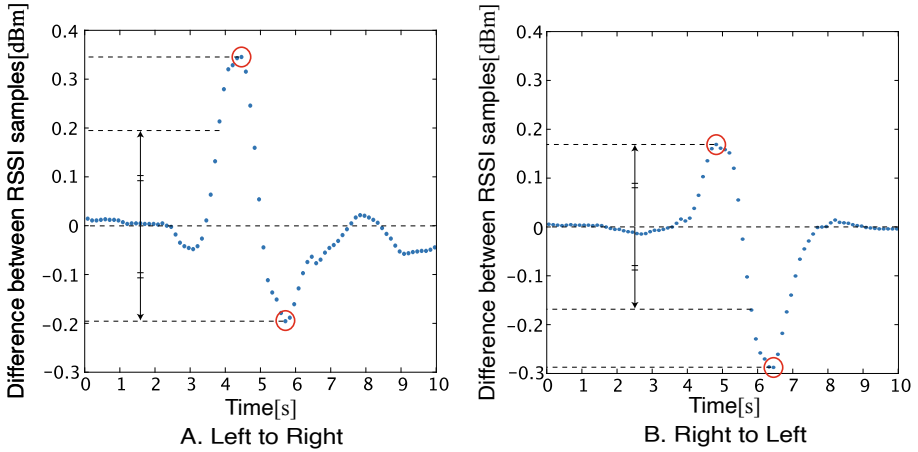 Difference between RSSI samples[dBm]
0.4
0.3
0.2
0.1
0
-0.1
-0.2
-0.3
0 1 2 3 4 5 6 7 8 9 10
Time[s]
A. Left to Right
Difference between RSSI samples[dBm]
0.4
0.3
0.2
0.1
0
-0.1
-0.2
-0.3
0 1 2 3 4 5 6 7 8 9 10
Time[s]
B. Right to Left